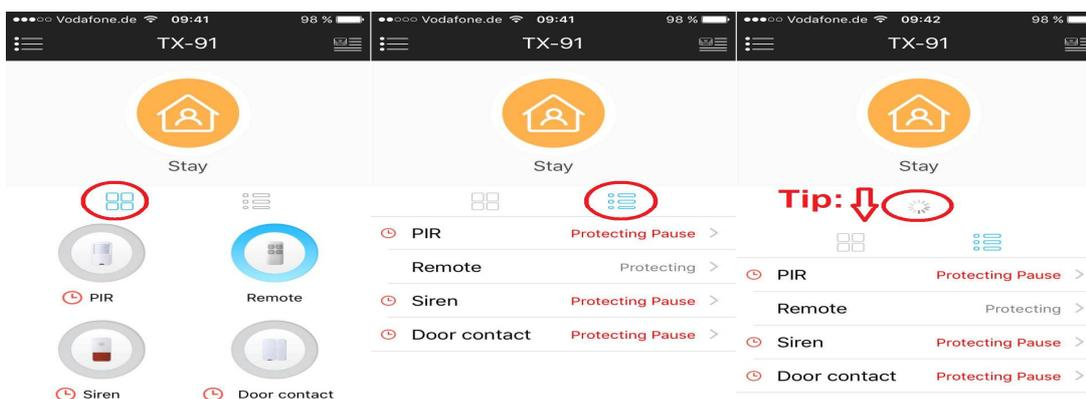 Vodafone.de 09:41 98 %
TX-91
Stay
PIR
Remote
Siren
Door contact
Vodafone.de 09:41 98 %
TX-91
Stay
PIR Protecting Pause >
Remote Protecting >
Siren Protecting Pause >
Door contact Protecting Pause >
Vodafone.de 09:42 98 %
TX-91
Stay
Tip:
PIR Protecting Pause >
Remote Protecting >
Siren Protecting Pause >
Door contact Protecting Pause >